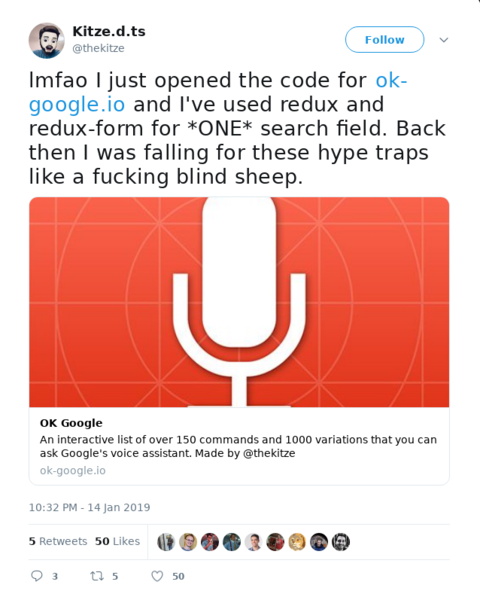 Kitze.d.ts
@thekitze
Follow
lmfao I just opened the code for ok-
google.io and I've used redux and
redux-form for *ONE* search field. Back
then I was falling for these hype traps
like a fucking blind sheep.
OK Google
An interactive list of over 150 commands and 1000 variations that you can
ask Google's voice assistant. Made by @thekitze
ok-google.io
10:32 PM - 14 Jan 2019
5 Retweets 50 Likes
3 5 50